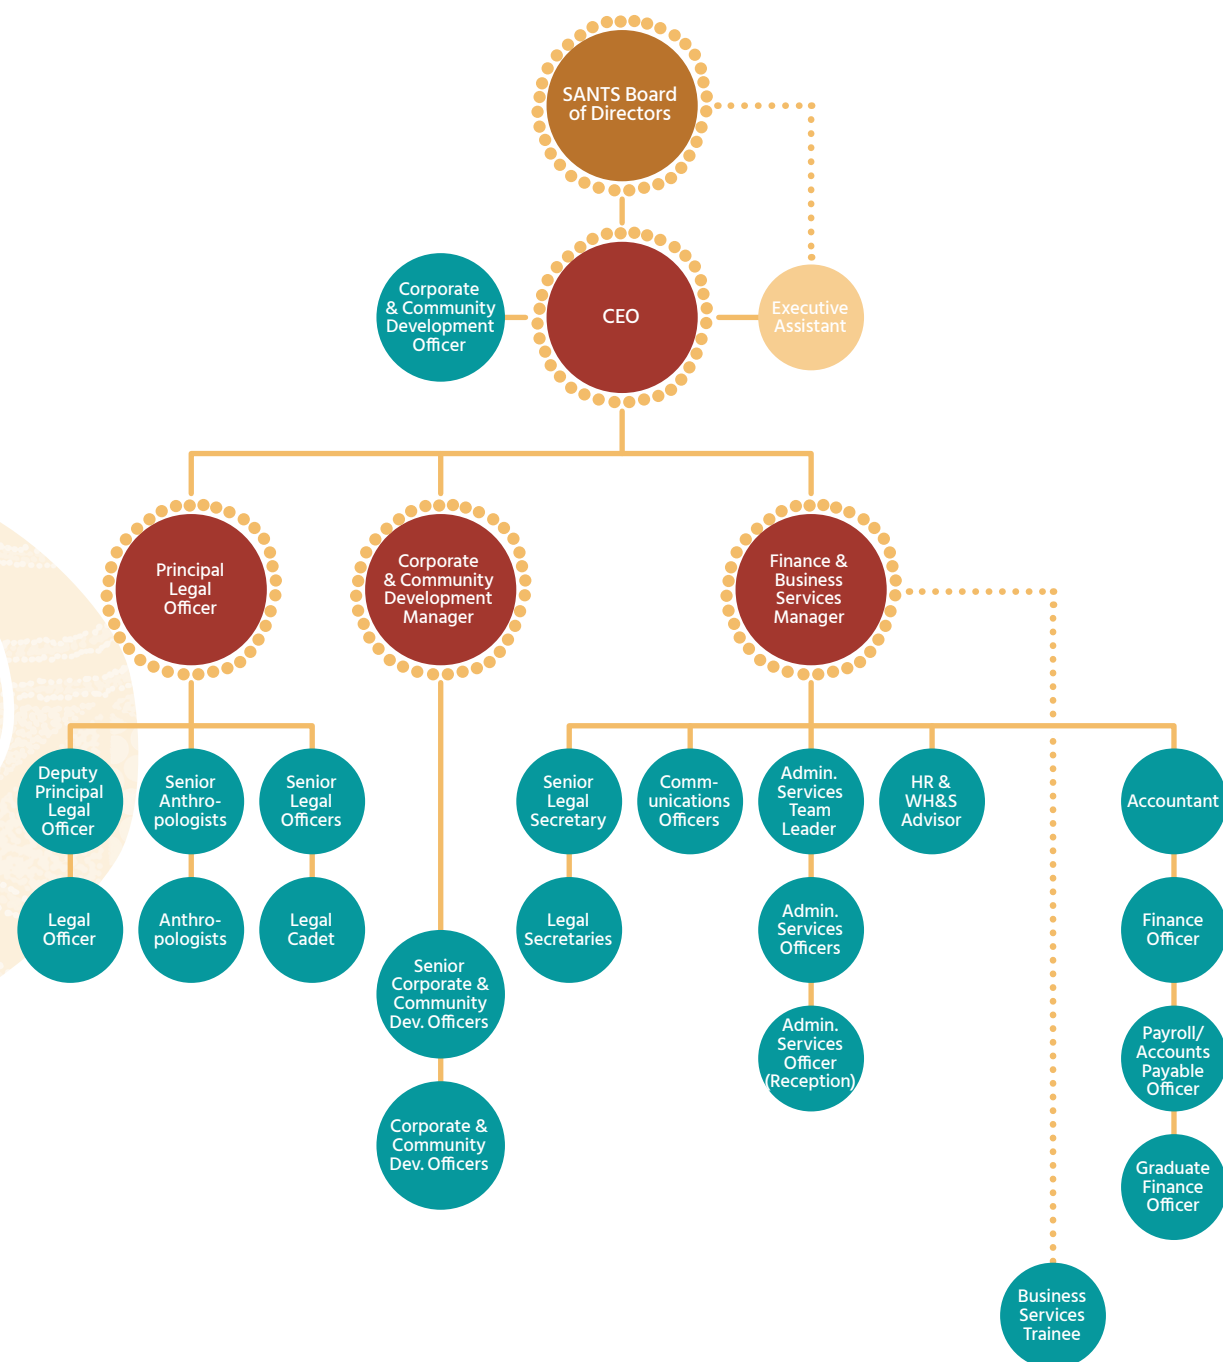 SANTS Board
of Directors
Corporate
& Community
Development
Officer
CEO
Executive
Assistant
Principal
Legal
Officer
Corporate
& Community
Development
Manager
Finance &
Business
Services
Manager
Deputy
Principal
Legal
Officer
Senior
Anthro-
pologists
Senior
Legal
Officers
Senior
Legal
Secretary
Comm-
unications
Officers
Admin.
Services
Team
Leader
HR &
WH&S
Advisor
Accountant
Legal
Officer
Anthro-
pologists
Legal
Cadet
Legal
Secretaries
Admin.
Services
Officers
Finance
Officer
Senior
Corporate &
Community
Dev. Officers
Admin.
Services
Officer
(Reception)
Payroll/
Accounts
Payable
Officer
Corporate &
Community
Dev. Officers
Graduate
Finance
Officer
Business
Services
Trainee